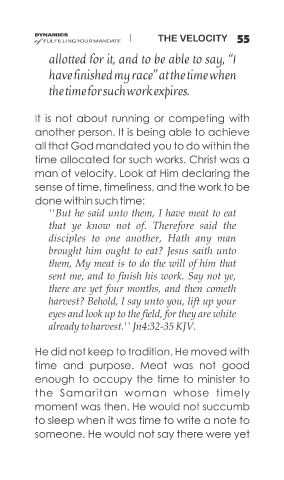 DYNAMICS
of FULFILLING YOUR MANDATE | THE VELOCITY 55
allotted for it, and to be able to say, “I
have finished my race” at the time when
the time for such work expires.
It is not about running or competing with
another person. It is being able to achieve
all that God mandated you to do within the
time allocated for such works. Christ was a
man of velocity. Look at Him declaring the
sense of time, timeliness, and the work to be
done within such time:
''But he said unto them, I have meat to eat
that ye know not of. Therefore said the
disciples to one another, Hath any man
brought him ought to eat? Jesus saith unto
them, My meat is to do the will of him that
sent me, and to finish his work. Say not ye,
there are yet four months, and then cometh
harvest? Behold, I say unto you, lift up your
eyes and look up to the field, for they are white
already to harvest.'' Jn4:32-35 KJV.
He did not keep to tradition. He moved with
time and purpose. Meat was not good
enough to occupy the time to minister to
the Samaritan woman whose timely
moment was then. He would not succumb
to sleep when it was time to write a note to
someone. He would not say there were yet